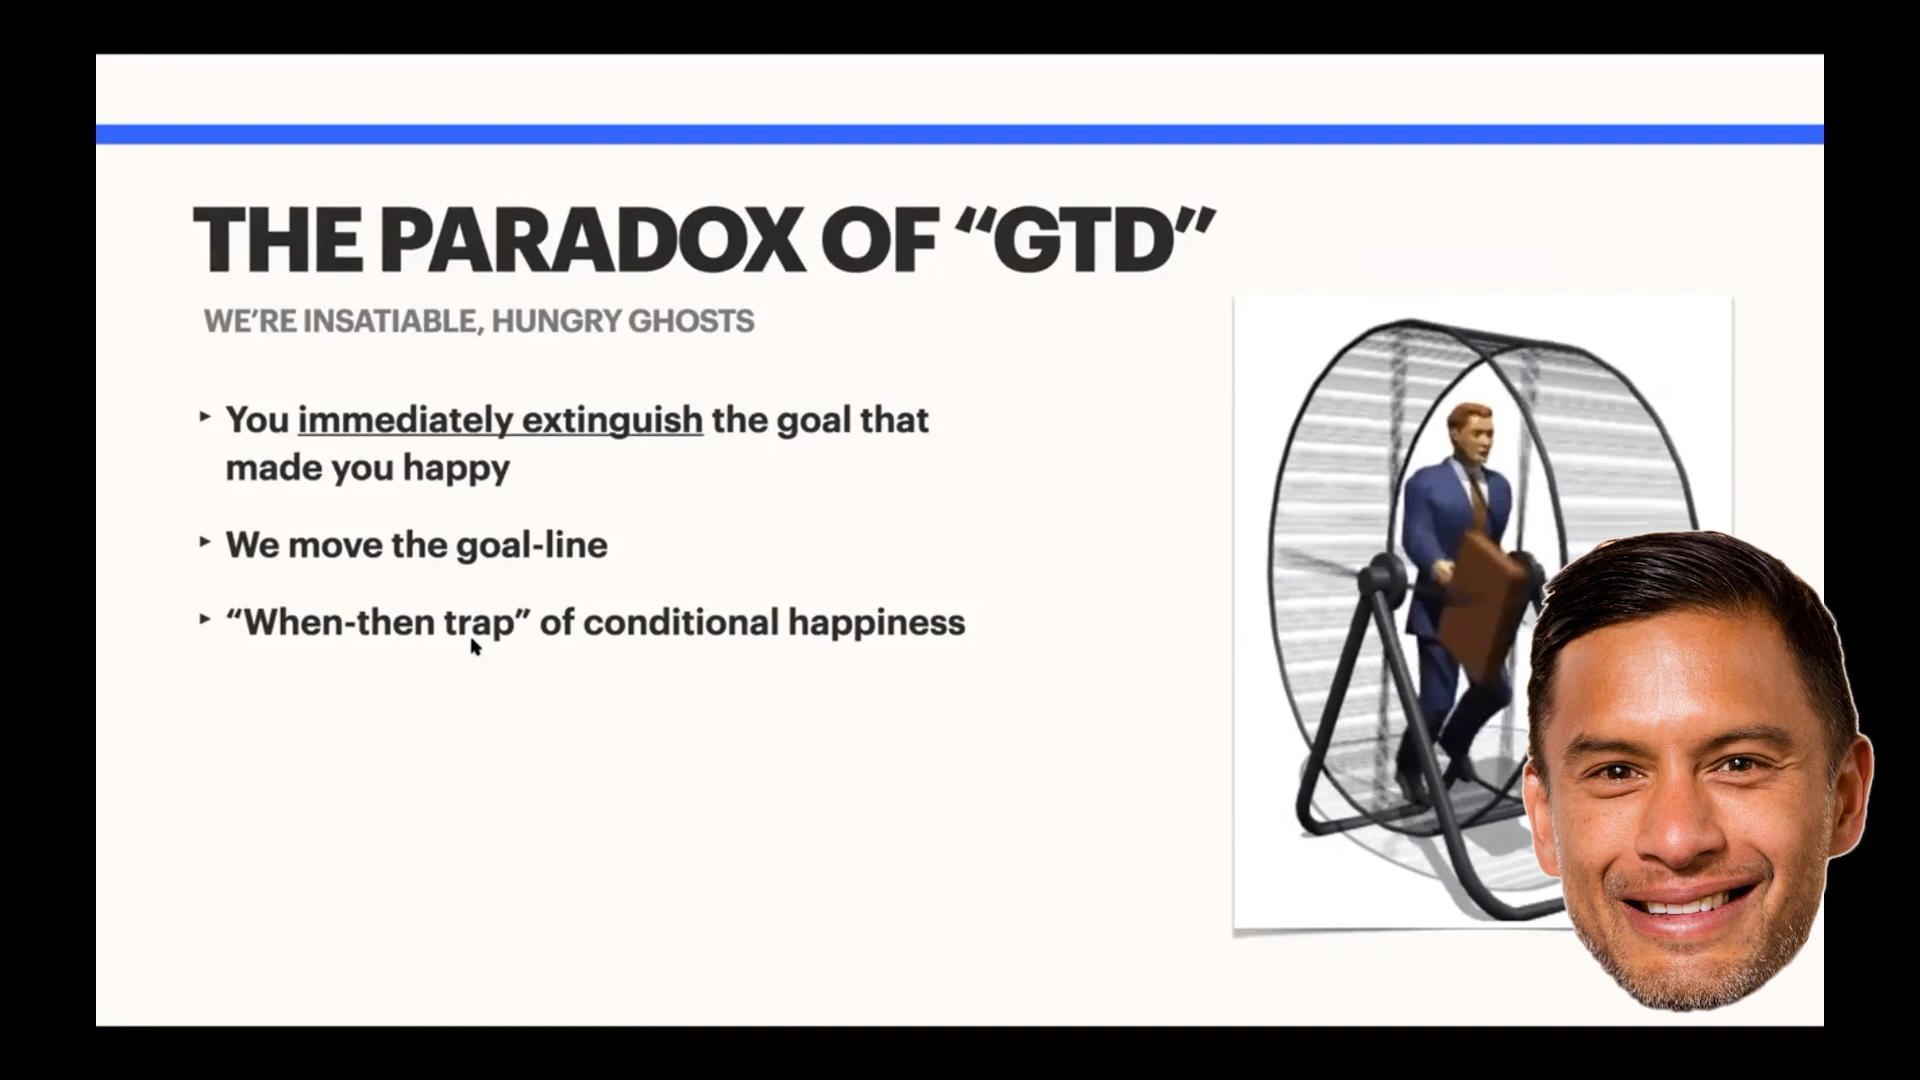 THE PARADOX OF “GTD”
WE’RE INSATIABLE, HUNGRY GHOSTS
‣ You immediately extinguish the goal that
made you happy
‣ We move the goal-line
‣ “When-then trap” of conditional happiness